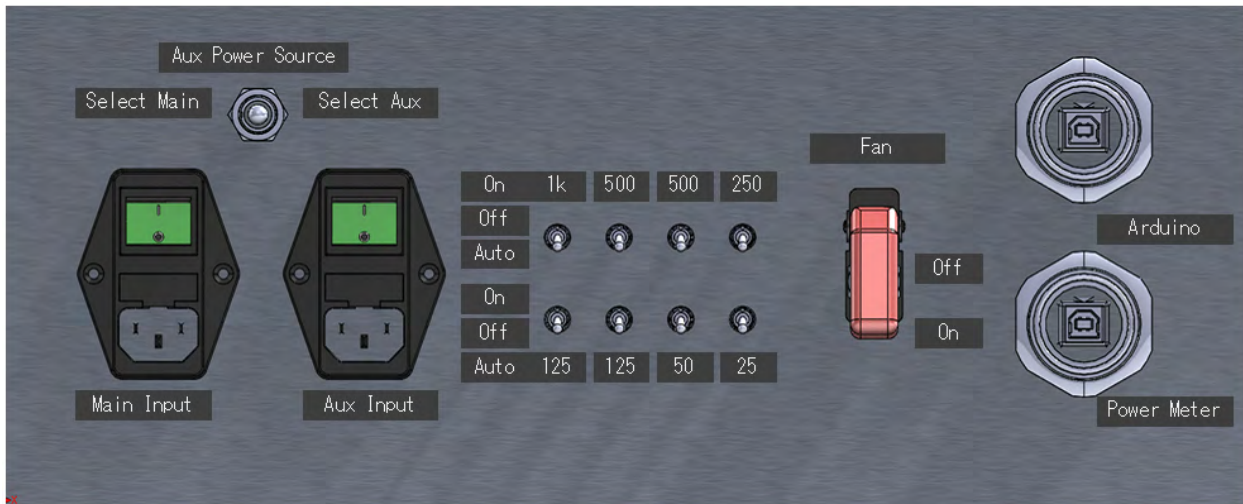 Aux Power Source
Select Main
Select Aux
Main Input
Aux Input
On 1k 500 500 250
Off
Auto
On
Off
Auto 125 125 50 25
Fan
Off
On
Arduino
Power Meter